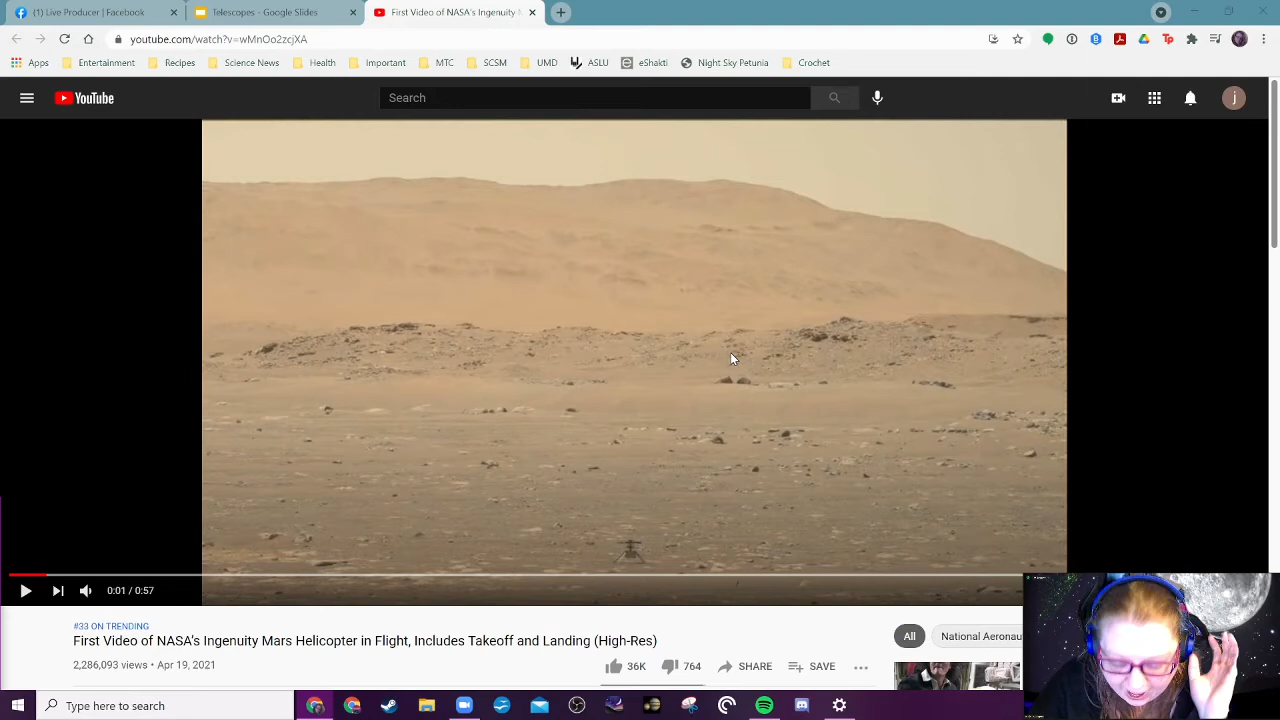 (1) Live Producer | Facebook
Telescopes - Google Slides
First Video of NASA's Ingenuity
youtube.com/watch?v=wMnOo2zcjXA
Apps Entertainment Recipes Science News Health Important MTC SCSM UMD ASLU eShakti Night Sky Petunia Crochet
YouTube
Search
j
0:01 / 0:57
#33 ON TRENDING
First Video of NASA's Ingenuity Mars Helicopter in Flight, Includes Takeoff and Landing (High-Res)
2,286,093 views • Apr 19, 2021
36K 764 SHARE SAVE
All
National Aeronau
Type here to search